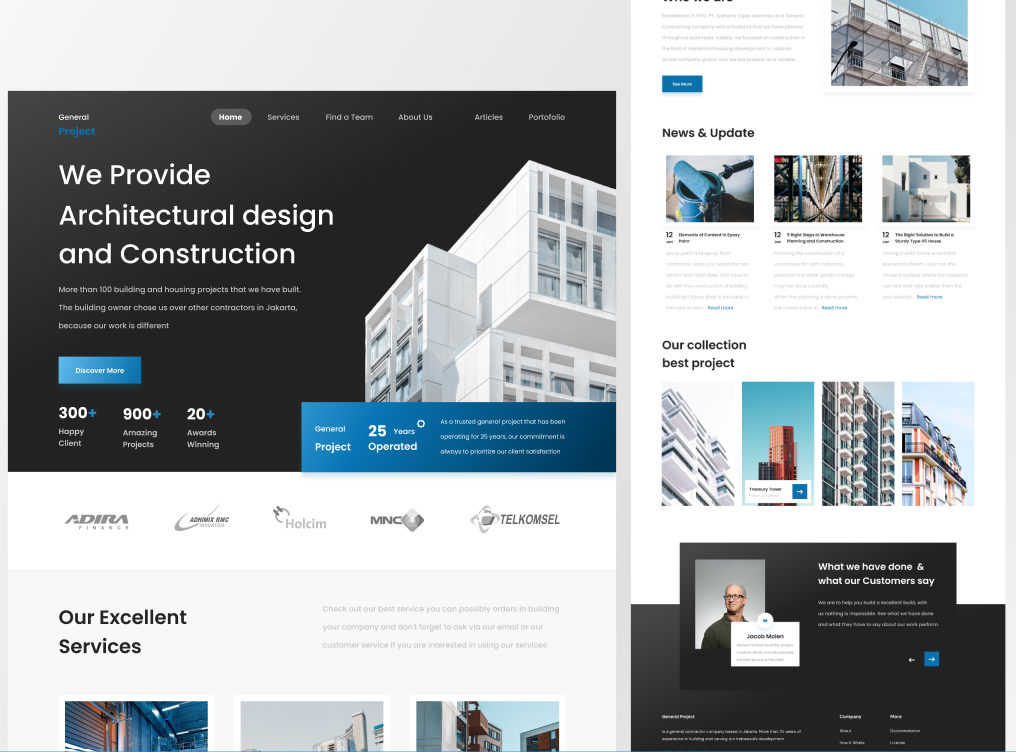 General
Project
Home
Services
Find a Team
About Us
Articles
Portofolio
We Provide
Architectural design
and Construction
More than 100 building and housing projects that we have built.
The building owner chose us over other contractors in Jakarta,
because our work is different
Discover More
300+
Happy
Client
900+
Amazing
Projects
20+
Awards
Winning
General
Project
25 Years
Operated
As a trusted general project that has been
operating for 25 years, our commitment is
always to prioritize our client satisfaction
ADIRA
FINANCE
ADHIMIX RMC
INDONESIA
Holcim
MNC
TELKOMSEL
Our Excellent
Services
Check out our best service you can possibly orders in building
your company and don't forget to ask via our email or our
customer service if you are interested in using our services
Who we are
Established in 1992, PT. Wahana Cipta operates as a General
Contracting company with a footprint that we have planted
throughout Indonesia. Initially, we focused on construction in
the field of residential housing development in Jakarta.
As the company grows, now we are present as a reliable...
See More
News & Update
12
Jan
Elements of Content in Epoxy
Paint
Epoxy paint and epoxy floor
contractor. Have you heard the two
terms? And what does that have to
do with the construction of existing
buildings? Epoxy itself is included in
the type of used... Read more
12
Jan
5 Right Steps in Warehouse
Planning and Construction
Planning the construction of a
warehouse for both industrial,
personal and other goods storage
must be done carefully.
When the planning is done properly,
the construction is... Read more
12
Jan
The Right Solution to Build a
Sturdy Type 45 House
Having a solid home is certainly
everyone's dream. How not, the
house is a place where the residents
can rest and take shelter from the
bad weather... Read more
Our collection
best project
Treasury Tower
What we have done &
what our Customers say
We are to help you build a excellent build, with
us nothing is impossible. See what we have done
and what they have to say about our work perform.
Jacob Molen
General Project
is a general contractor company based in Jakarta. More than 25 years of
experience in building and carving our Indonesia's development
Company
About
How it Works
More
Documentation
License